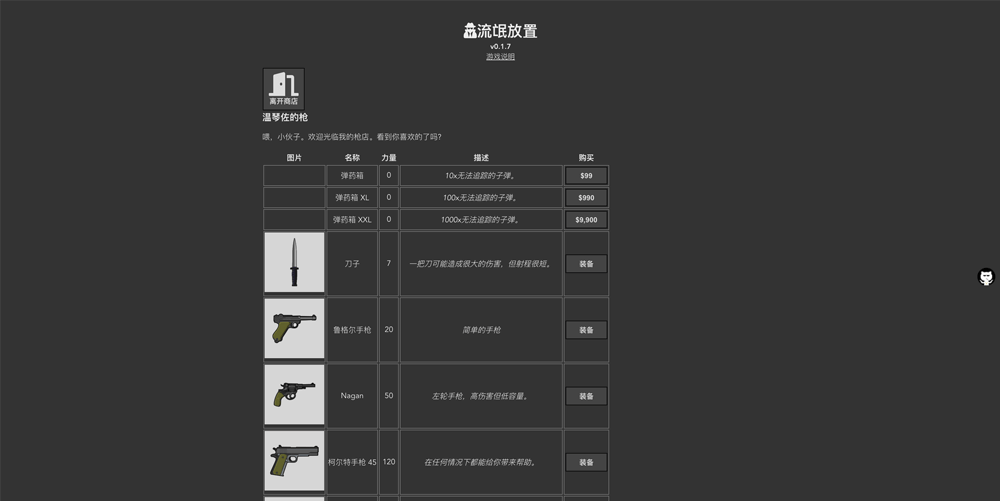 流氓放置
v0.1.7
游戏说明
离开商店
温琴佐的枪
喂，小伙子。欢迎光临我的枪店。看到你喜欢的了吗？
图片 名称 力量 描述 购买
弹药箱 0 10x无法追踪的子弹。 $99
弹药箱 XL 0 100x无法追踪的子弹。 $990
弹药箱 XXL 0 1000x无法追踪的子弹。 $9,900
刀子 7 一把刀可能造成很大的伤害，但射程很短。 装备
鲁格尔手枪 20 简单的手枪 装备
Nagan 50 左轮手枪，高伤害但低容量。 装备
柯尔特手枪 45 120 在任何情况下都能给你带来帮助。 装备